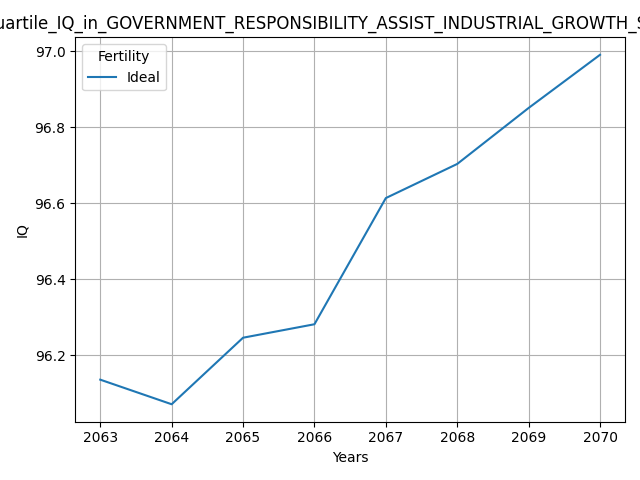 uartile_IQ_in_GOVERNMENT_RESPONSIBILITY_ASSIST_INDUSTRIAL_GROWTH_S
97.0
Fertility
Ideal
96.8
96.6
IQ
96.4
96.2
2063 2064 2065 2066 2067 2068 2069 2070
Years